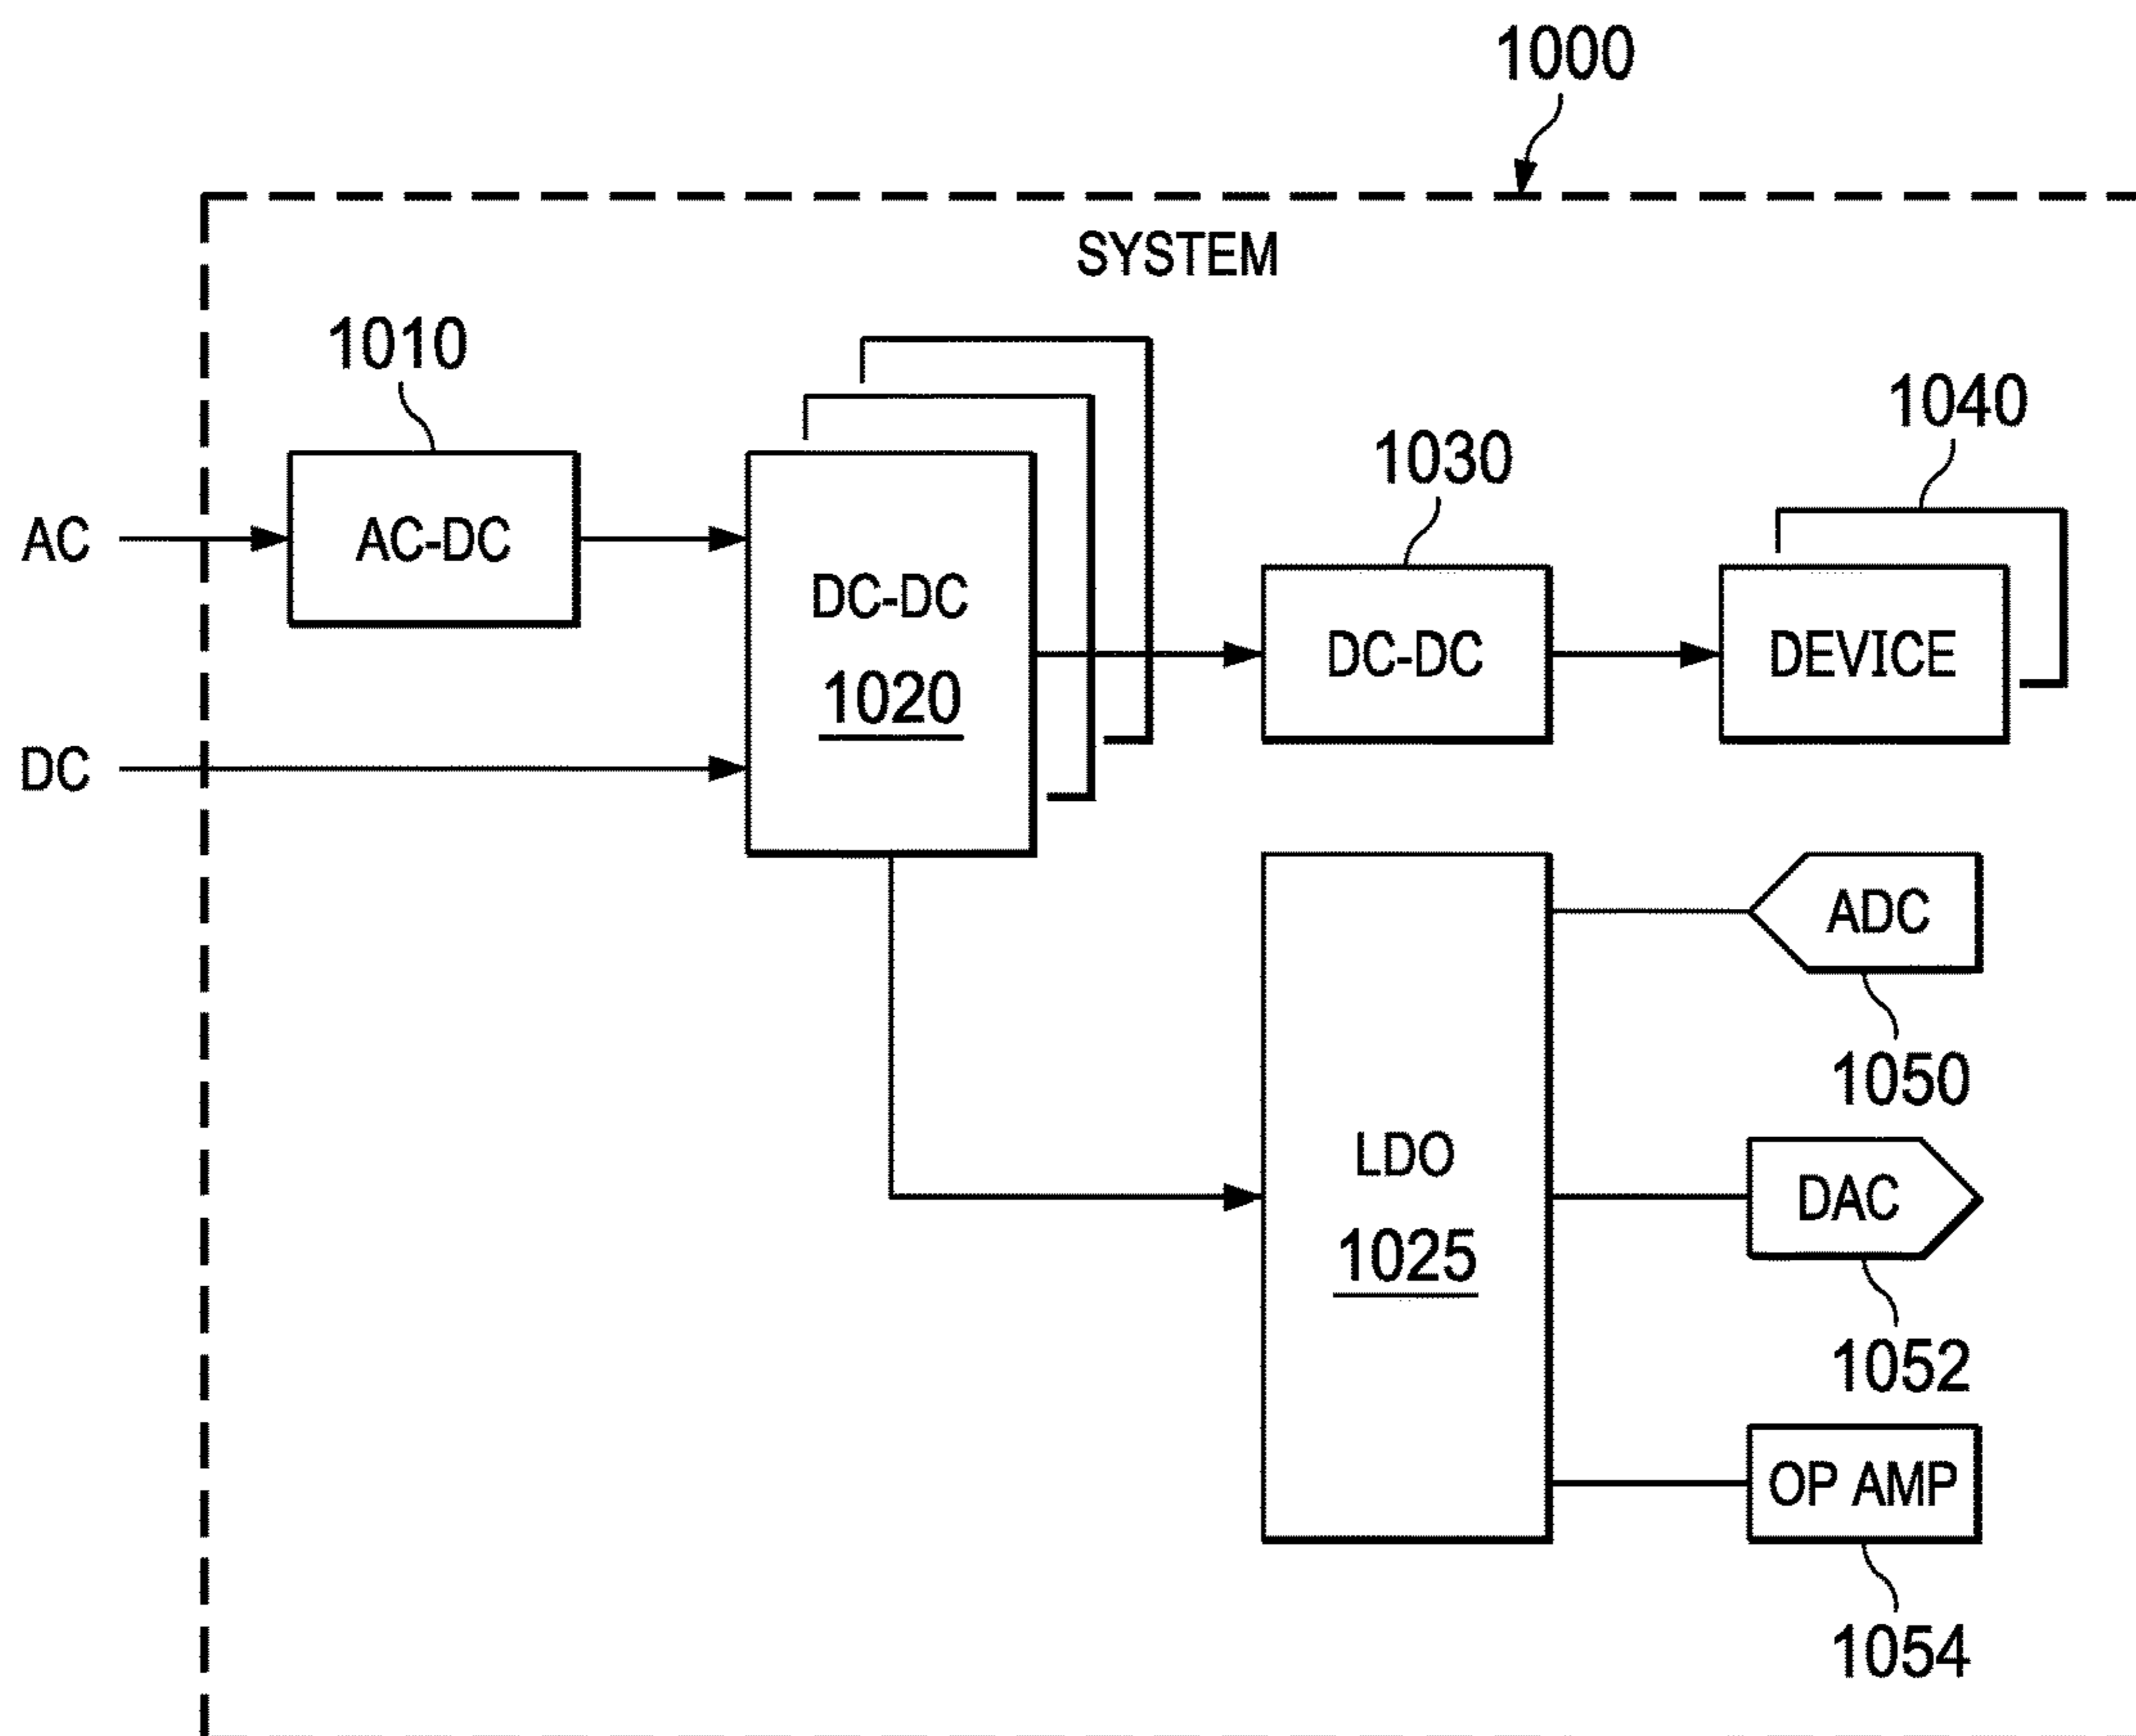 1000
SYSTEM
1010
1040
1030
AC
AC-DC
DC-DC
1020
DC-DC
DEVICE
DC
ADC
1050
LDO
1025
DAC
1052
OP AMP
1054